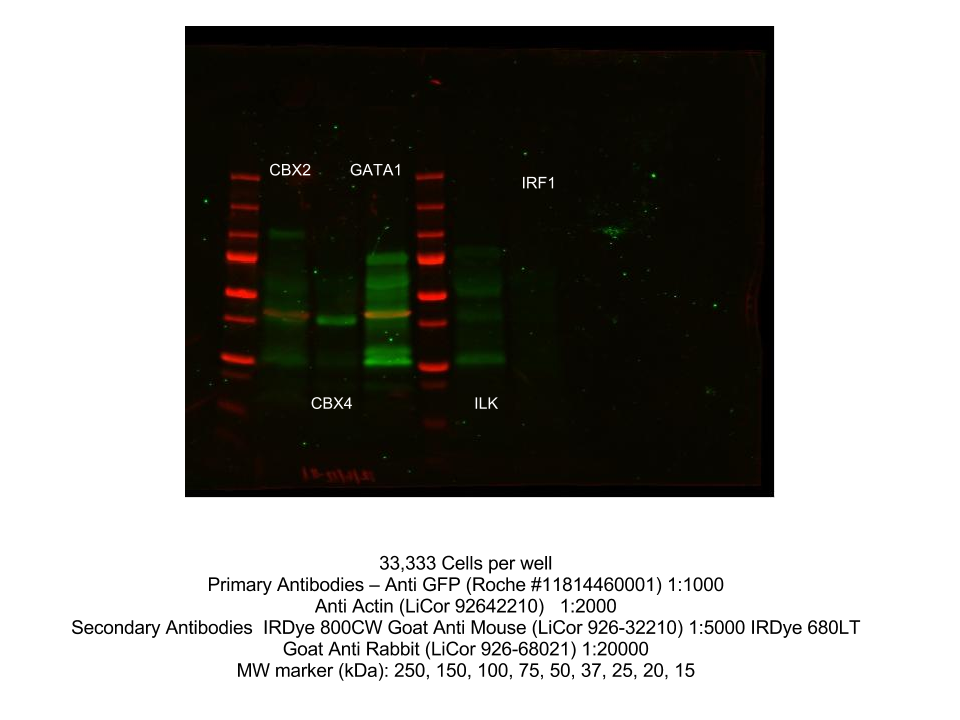 CBX2 GATA1
IRF1
CBX4 ILK
33,333 Cells per well
Primary Antibodies – Anti GFP (Roche #11814460001) 1:1000
Anti Actin (LiCor 92642210) 1:2000
Secondary Antibodies IRDye 800CW Goat Anti Mouse (LiCor 926-32210) 1:5000 IRDye 680LT
Goat Anti Rabbit (LiCor 926-68021) 1:20000
MW marker (kDa): 250, 150, 100, 75, 50, 37, 25, 20, 15